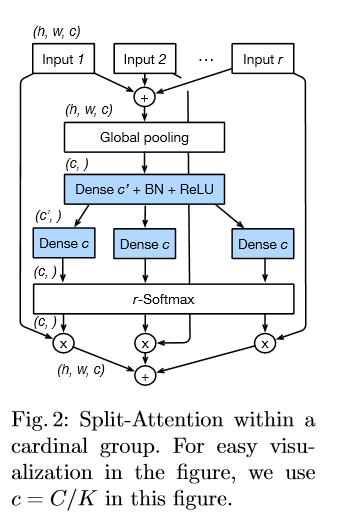 (h, w, c)
Input 1 Input 2 ... Input r
+
(h, w, c)
Global pooling
(c, )
Dense c' + BN + ReLU
(c', )
Dense c Dense c Dense c
(c, )
r-Softmax
(c, )
x x x
(h, w, c)
+
Fig. 2: Split-Attention within a
cardinal group. For easy visu-
alization in the figure, we use
c = C/K in this figure.